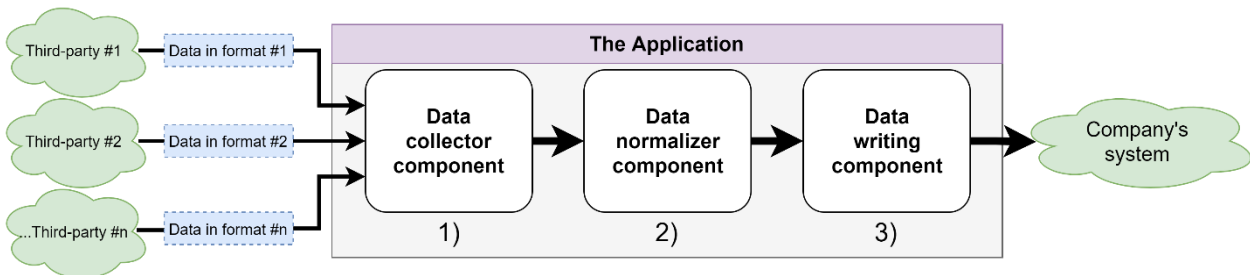 Third-party #1
Data in format #1
The Application
Third-party #2
Data in format #2
...Third-party #n
Data in format #n
Data
collector
component
1)
Data
normalizer
component
2)
Data
writing
component
3)
Company's
system